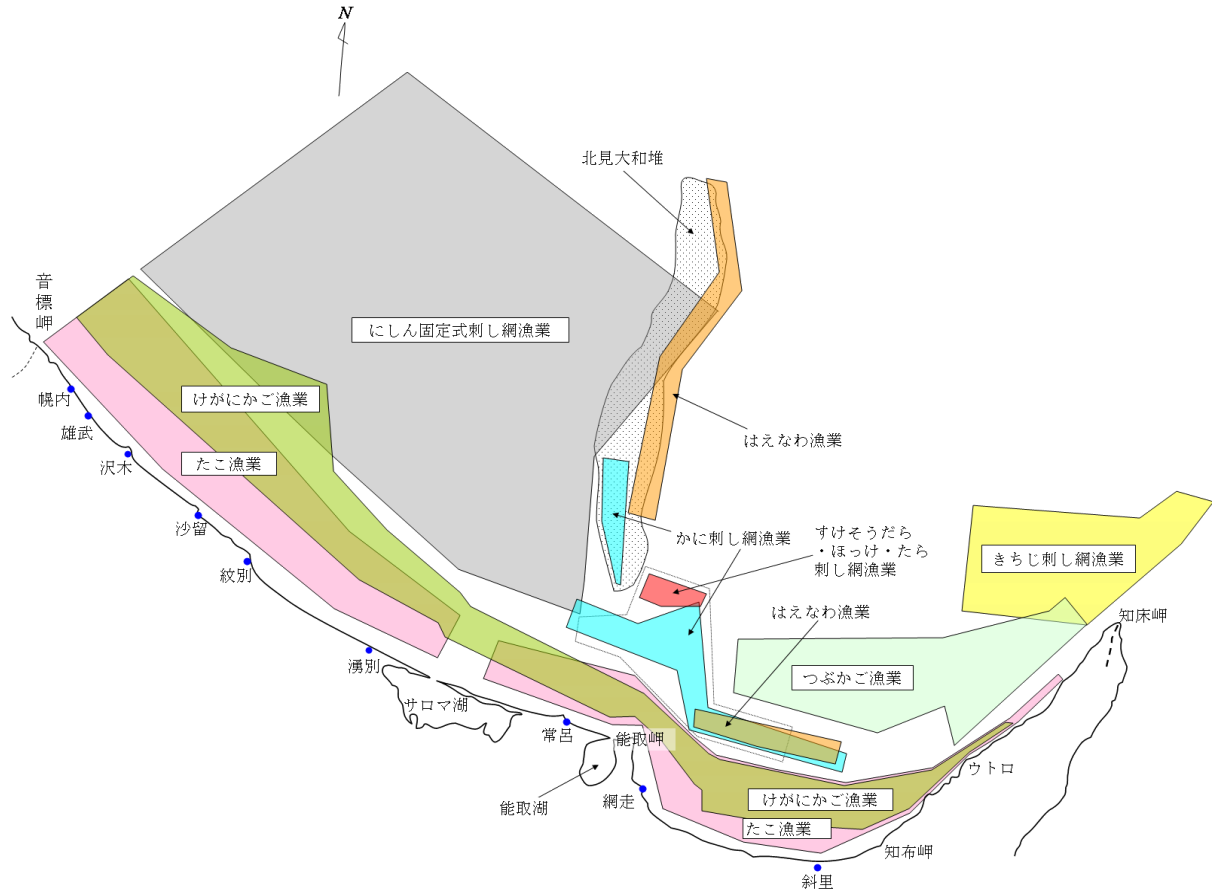 N
北見大和堆
音標岬
にしん固定式刺し網漁業
けがにかご漁業
幌内
雄武
はえなわ漁業
沢木
たこ漁業
沙留
かに刺し網漁業
すけそうだら
・ほっけ・たら
刺し網漁業
きちじ刺し網漁業
紋別
はえなわ漁業
知床岬
湧別
つぶかご漁業
サロマ湖
常呂
能取岬
ウトロ
能取湖
網走
けがにかご漁業
たこ漁業
知布岬
斜里